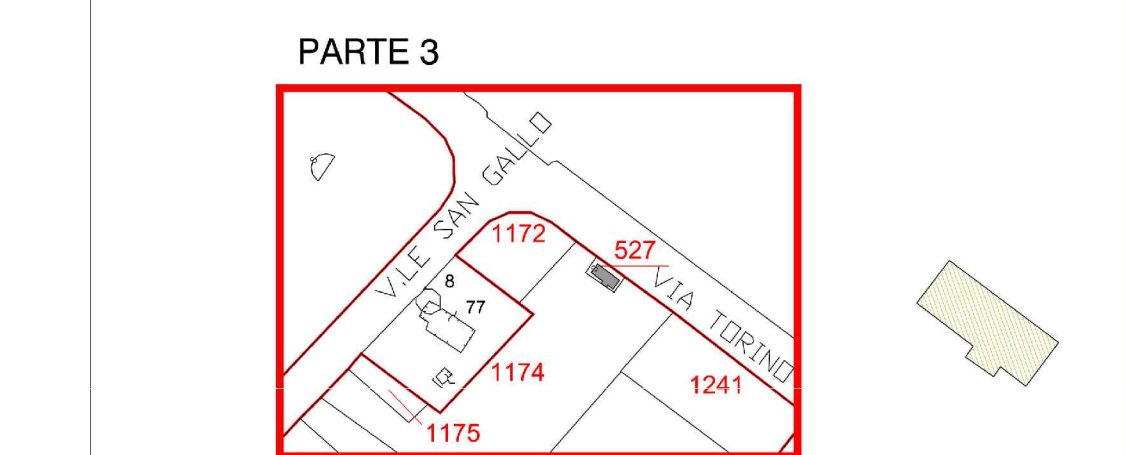 PARTE 3
V.LE SAN GALLO
1172
527
VIA TORINO
8
77
1174
1241
1175